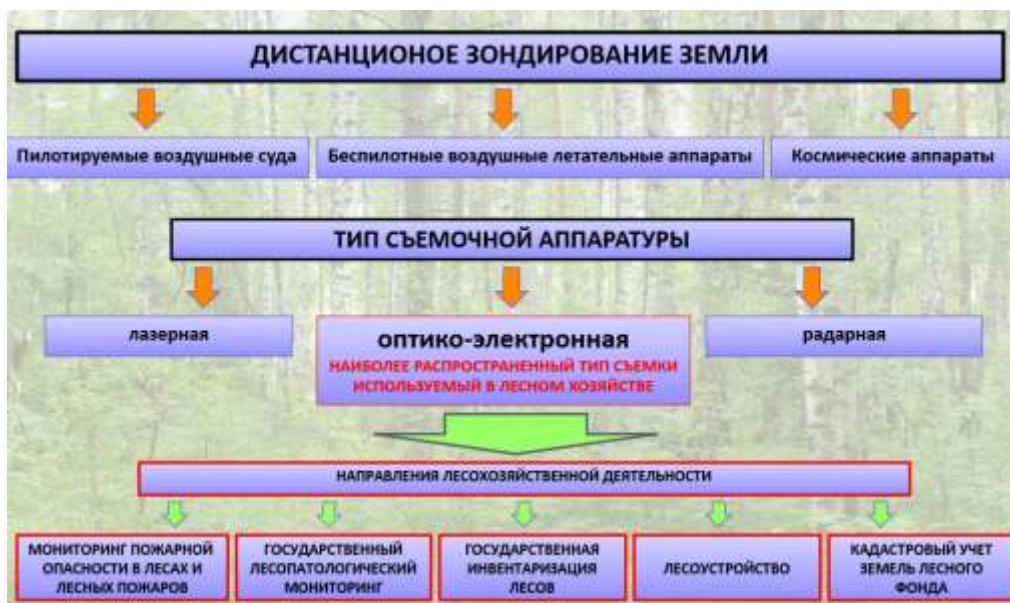 ДИСТАНЦИОНОЕ ЗОНДИРОВАНИЕ ЗЕМЛИ
Пилотируемые воздушные суда
Беспилотные воздушные летательные аппараты
Космические аппараты
ТИП СЪЕМОЧНОЙ АППАРАТУРЫ
лазерная
оптико-электронная
НАИБОЛЕЕ РАСПРОСТРАНЕННЫЙ ТИП СЪЕМКИ
ИСПОЛЬЗУЕМЫЙ В ЛЕСНОМ ХОЗЯЙСТВЕ
радарная
НАПРАВЛЕНИЯ ЛЕСОХОЗЯЙСТВЕННОЙ ДЕЯТЕЛЬНОСТИ
МОНИТОРИНГ ПОЖАРНОЙ
ОПАСНОСТИ В ЛЕСАХ И
ЛЕСНЫХ ПОЖАРОВ
ГОСУДАРСТВЕННЫЙ
ЛЕСОПАТОЛОГИЧЕСКИЙ
МОНИТОРИНГ
ГОСУДАРСТВЕННАЯ
ИНВЕНТАРИЗАЦИЯ
ЛЕСОВ
ЛЕСОУСТРОЙСТВО
КАДАСТРОВЫЙ УЧЕТ
ЗЕМЕЛЬ ЛЕСНОГО
ФОНДА